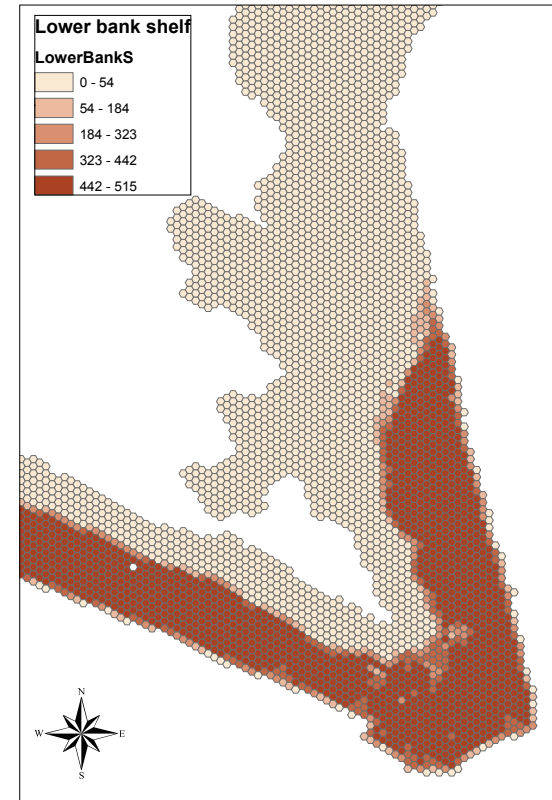 Lower bank shelf
LowerBankS
0 - 54
54 - 184
184 - 323
323 - 442
442 - 515
N
W E
S